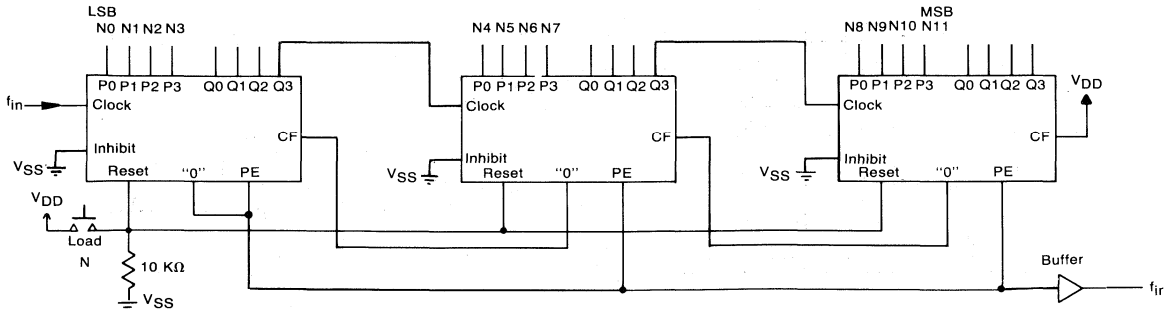 LSB
N0 N1 N2 N3
N4 N5 N6 N7
MSB
N8 N9 N10 N11
P0 P1 P2 P3 Q0 Q1 Q2 Q3
P0 P1 P2 P3 Q0 Q1 Q2 Q3
P0 P1 P2 P3 Q0 Q1 Q2 Q3
VDD
fin
Clock
Clock
Clock
CF
CF
CF
Inhibit
Inhibit
Inhibit
VSS
VSS
VSS
Reset "0" PE
Reset "0" PE
Reset "0" PE
VDD
Load
N
10 KΩ
VSS
Buffer
fin